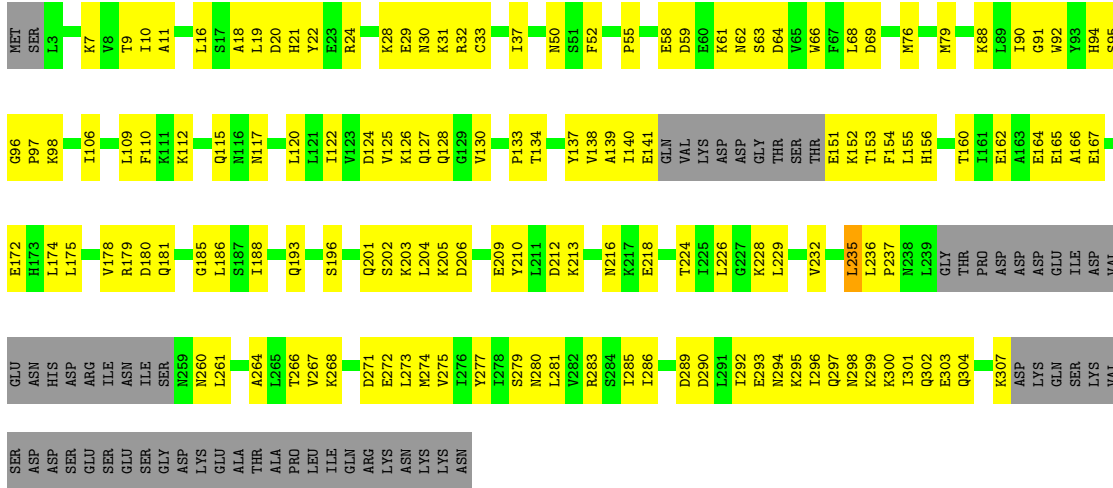 MET SER L3 K7 V8 T9 I10 A11 L16 S17 A18 L19 D20 H21 Y22 E23 R24 K28 E29 N30 K31 R32 C33 I37 N50 S51 F52 P55 E58 D59 E60 K61 N62 S63 D64 V65 W66 F67 L68 D69 M76 M79 K88 L89 I90 G91 W92 Y93 H94 S95
G96 P97 K98 I106 L109 F110 K111 K112 Q115 N116 N117 L120 L121 I122 V123 D124 V125 K126 Q127 Q128 G129 V130 P133 T134 Y137 V138 A139 I140 E141 GLN VAL LYS ASP ASP GLY THR SER THR E151 K152 T153 F154 L155 H156 T160 I161 E162 A163 E164 E165 A166 E167
E172 H173 L174 L175 V178 R179 D180 Q181 G185 L186 S187 I188 Q193 S196 Q201 S202 K203 L204 K205 D206 E209 Y210 L211 D212 K213 N216 K217 E218 T224 I225 L226 G227 K228 L229 V232 L235 L236 P237 N238 L239 GLY THR PRO ASP ASP ASP GLU ILE ASP VAL
GLU ASN HIS ASP ARG ILE ASN ILE SER N259 N260 L261 A264 L265 T266 V267 K268 D271 E272 L273 M274 V275 I276 Y277 I278 S279 N280 L281 V282 R283 S284 I285 I286 D289 D290 L291 I292 E293 N294 K295 I296 Q297 N298 K299 K300 I301 Q302 E303 Q304 K307 ASP LYS GLN SER LYS VAL
SER ASP ASP SER GLU SER GLU SER GLY ASP LYS GLU ALA THR ALA PRO LEU ILE GLN ARG LYS ASN LYS LYS ASN